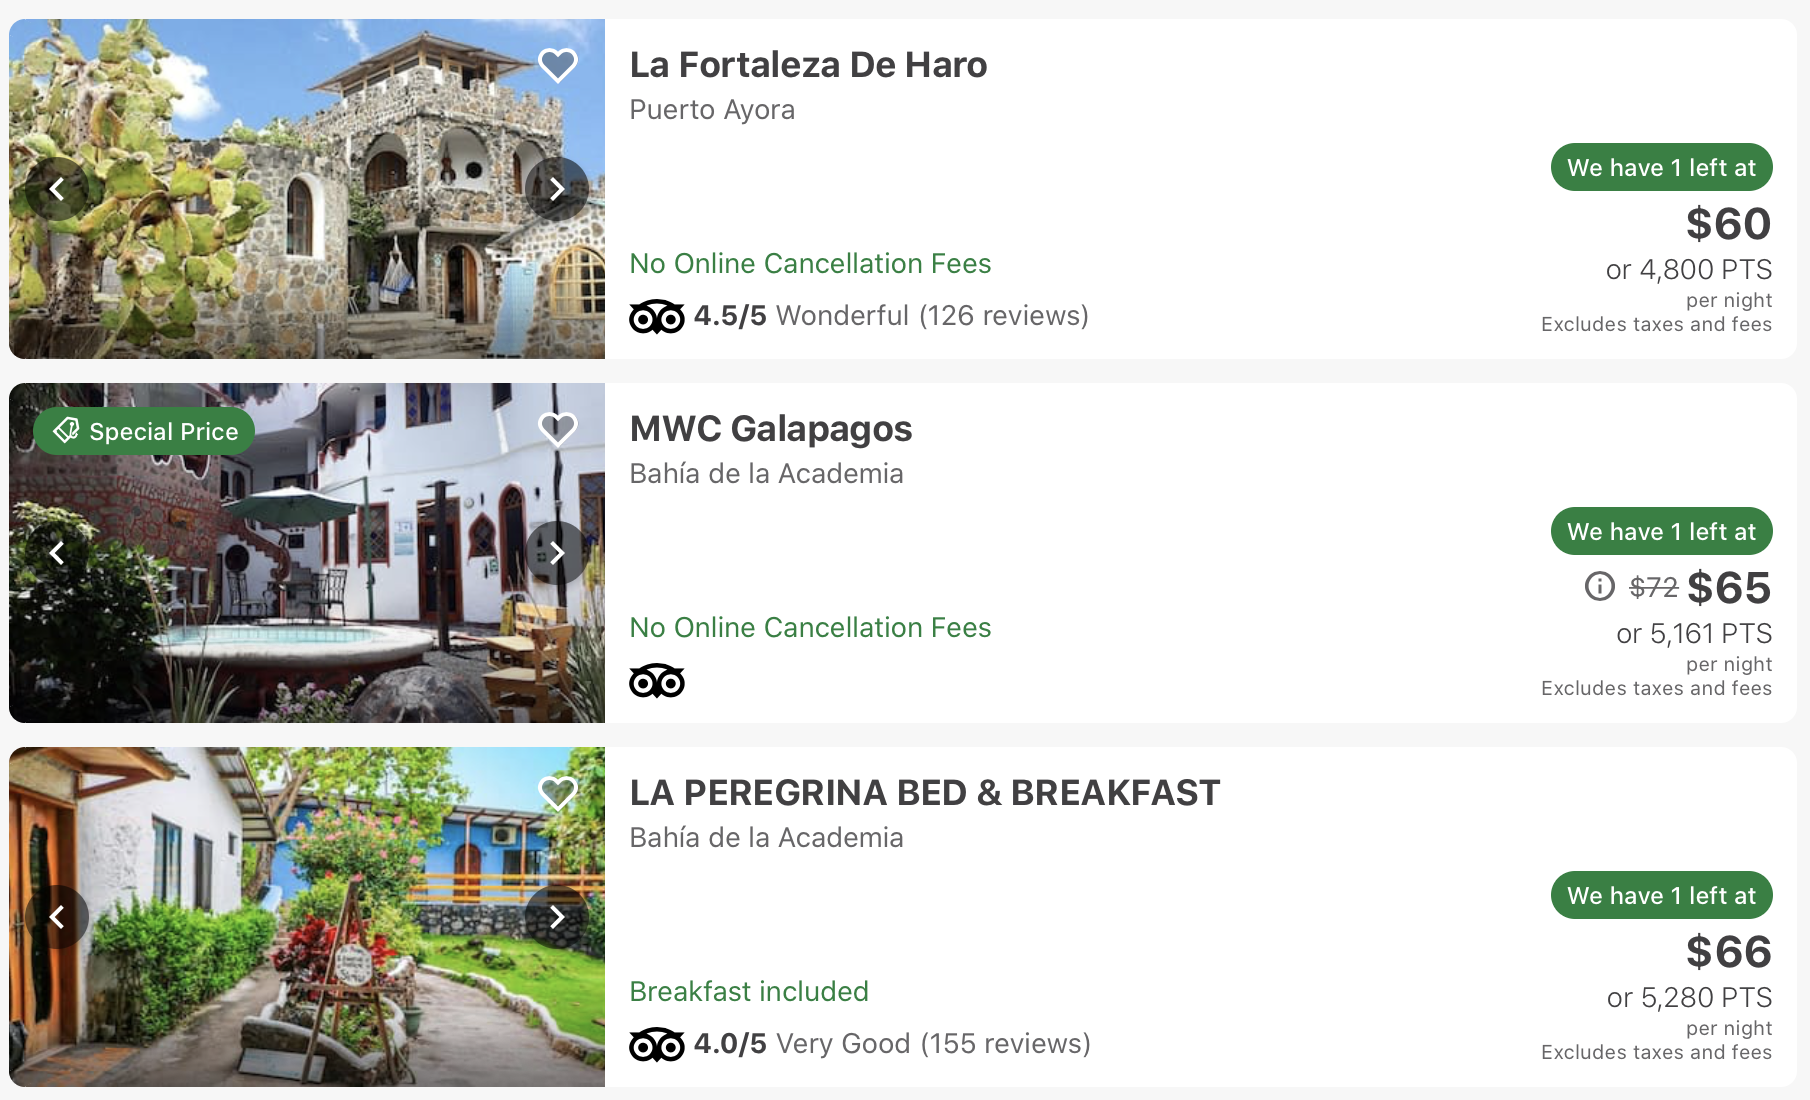 La Fortaleza De Haro
Puerto Ayora
No Online Cancellation Fees
4.5/5 Wonderful (126 reviews)
We have 1 left at
$60
or 4,800 PTS
per night
Excludes taxes and fees
Special Price
MWC Galapagos
Bahía de la Academia
No Online Cancellation Fees
We have 1 left at
$72 $65
or 5,161 PTS
per night
Excludes taxes and fees
LA PEREGRINA BED & BREAKFAST
Bahía de la Academia
Breakfast included
4.0/5 Very Good (155 reviews)
We have 1 left at
$66
or 5,280 PTS
per night
Excludes taxes and fees